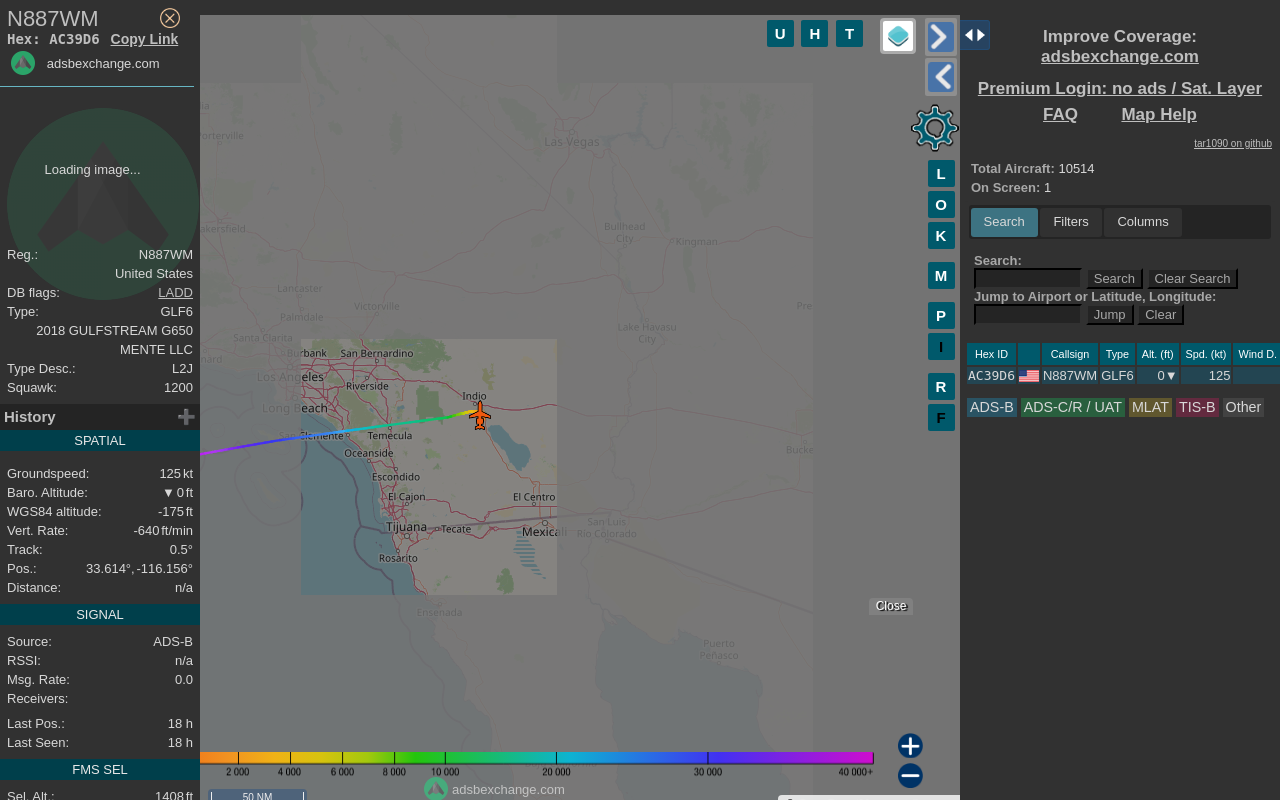 N887WM
Hex: AC39D6 Copy Link
adsbexchange.com
Loading image...
Reg.: N887WM
United States
DB flags: LADD
Type: GLF6
2018 GULFSTREAM G650
MENTE LLC
Type Desc.: L2J
Squawk: 1200
History
SPATIAL
Groundspeed: 125 kt
Baro. Altitude: ▼ 0 ft
WGS84 altitude: -175 ft
Vert. Rate: -640 ft/min
Track: 0.5°
Pos.: 33.614°, -116.156°
Distance: n/a
SIGNAL
Source: ADS-B
RSSI: n/a
Msg. Rate: 0.0
Receivers:
Last Pos.: 18 h
Last Seen: 18 h
FMS SEL
Sel. Alt.: 1408 ft
U H T
L
O
K
M
P
I
R
F
Porterville
Las Vegas
akersfield
Bullhead
City
Kingman
Lancaster
Victorville
Palmdale
Lake Havasu
City
Santa Clarita
Burbank
San Bernardino
Los Angeles
Riverside
Long Beach
Indio
San Clemente
Temecula
Oceanside
Escondido
El Cajon
El Centro
Tijuana
Tecate
Mexicali
San Luis
Río Colorado
Rosarito
Ensenada
Puerto
Peñasco
Bucke
Pre
Close
2 000 4 000 6 000 8 000 10 000 20 000 30 000 40 000+
adsbexchange.com
50 NM
Improve Coverage:
adsbexchange.com
Premium Login: no ads / Sat. Layer
FAQ Map Help
tar1090 on github
Total Aircraft: 10514
On Screen: 1
Search Filters Columns
Search:
Search Clear Search
Jump to Airport or Latitude, Longitude:
Jump Clear
Hex ID Callsign Type Alt. (ft) Spd. (kt) Wind D.
AC39D6 N887WM GLF6 0▼ 125
ADS-B ADS-C/R / UAT MLAT TIS-B Other